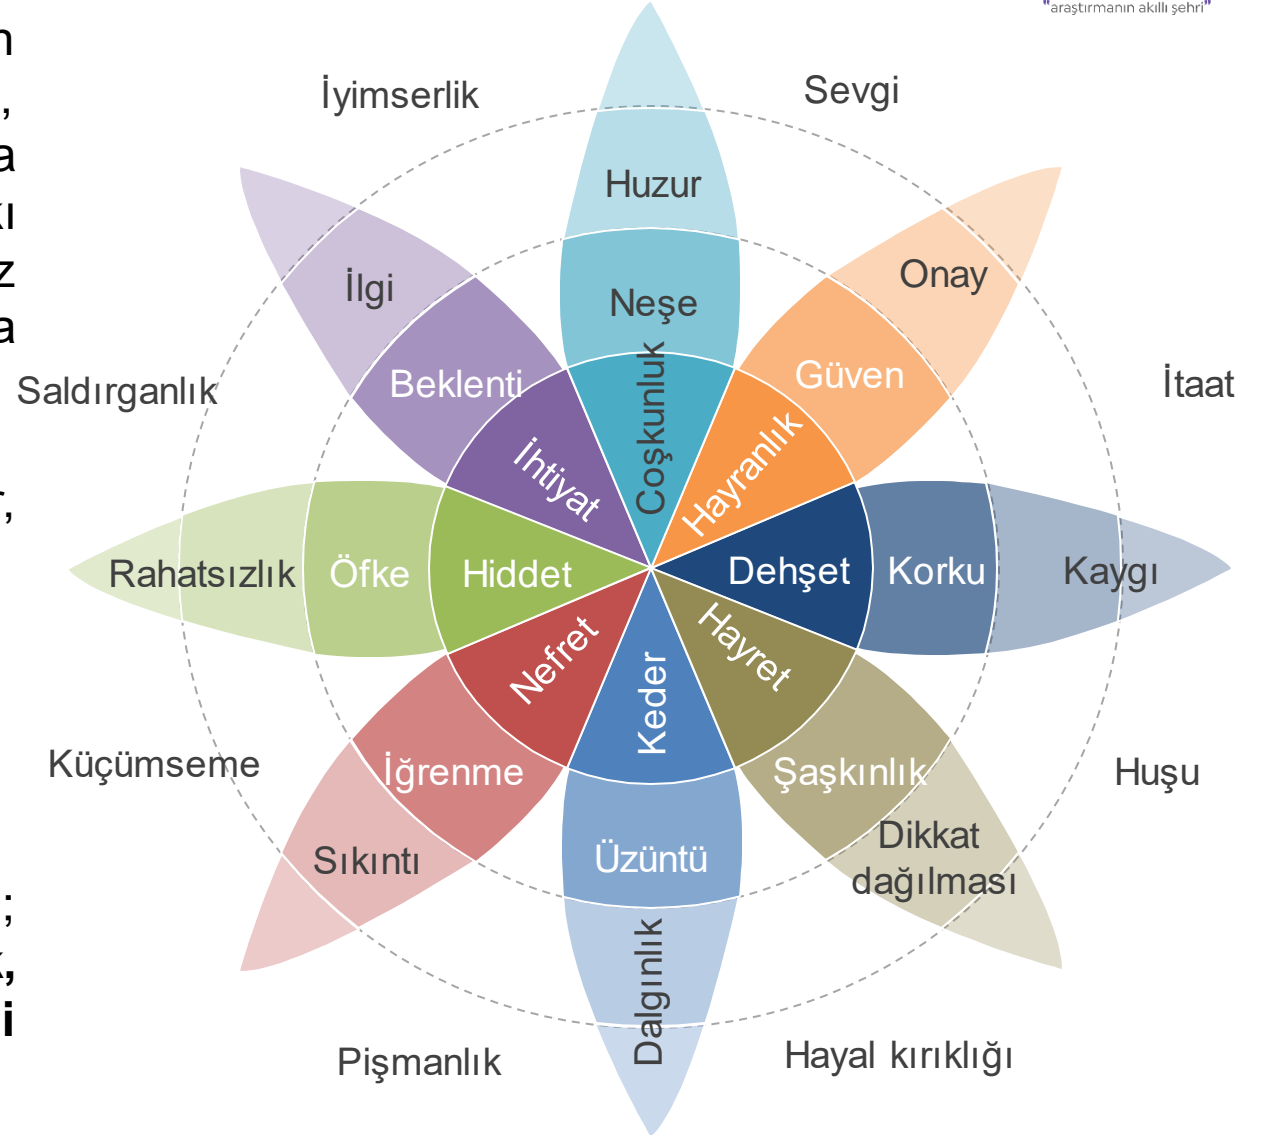 "araştırmanın akıllı şehri"
n
,
a
kı
z
a
,
;
,
i
İyimserlik
Sevgi
Huzur
Onay
İlgi
Neşe
Güven
Beklenti
Saldırganlık
İtaat
Coşkunluk
Hayranlık
İhtiyat
Rahatsızlık
Öfke
Hiddet
Dehşet
Korku
Kaygı
Nefret
Hayret
Keder
Küçümseme
İğrenme
Şaşkınlık
Huşu
Sıkıntı
Üzüntü
Dikkat
dağılması
Dalgınlık
Pişmanlık
Hayal kırıklığı